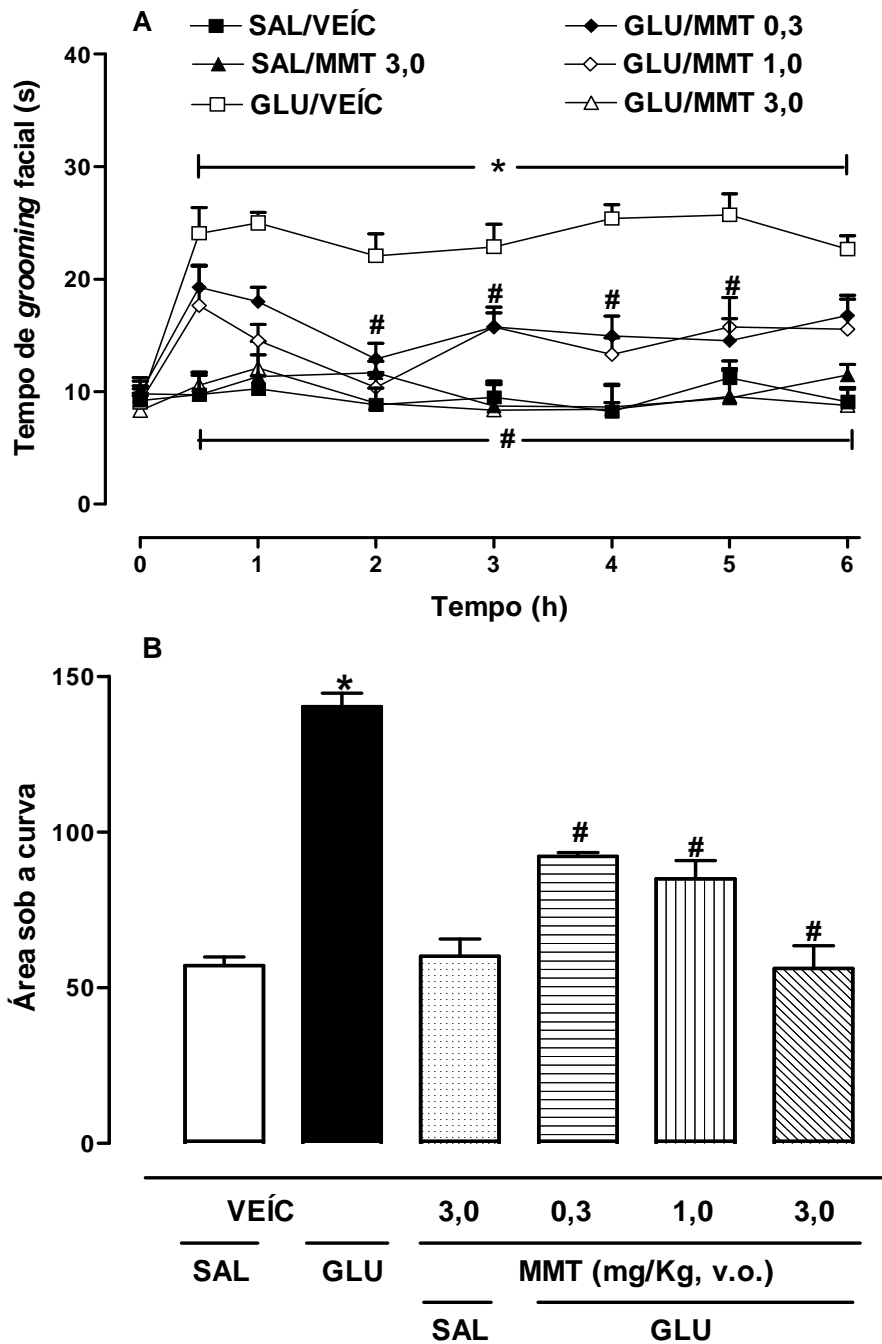 A
SAL/VEÍC
GLU/MMT 0,3
SAL/MMT 3,0
GLU/MMT 1,0
GLU/VEÍC
GLU/MMT 3,0
Tempo de grooming facial (s)
40
30
20
10
0
*
# # # #
#
0 1 2 3 4 5 6
Tempo (h)
B
Área sob a curva
150
100
50
0
*
# # #
VEÍC 3,0 0,3 1,0 3,0
SAL GLU MMT (mg/Kg, v.o.)
SAL GLU